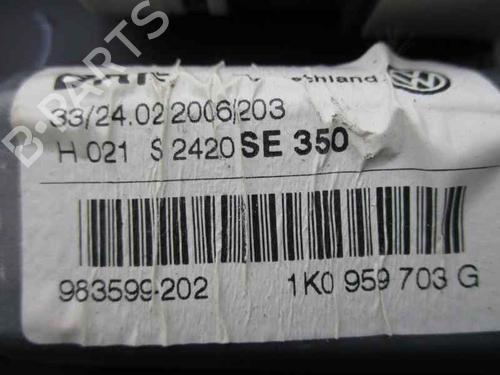 schland
33/24.02 2006/203
H 021 S 2420 SE 350
983599-202 1K0 959 703 G
B-PARTS